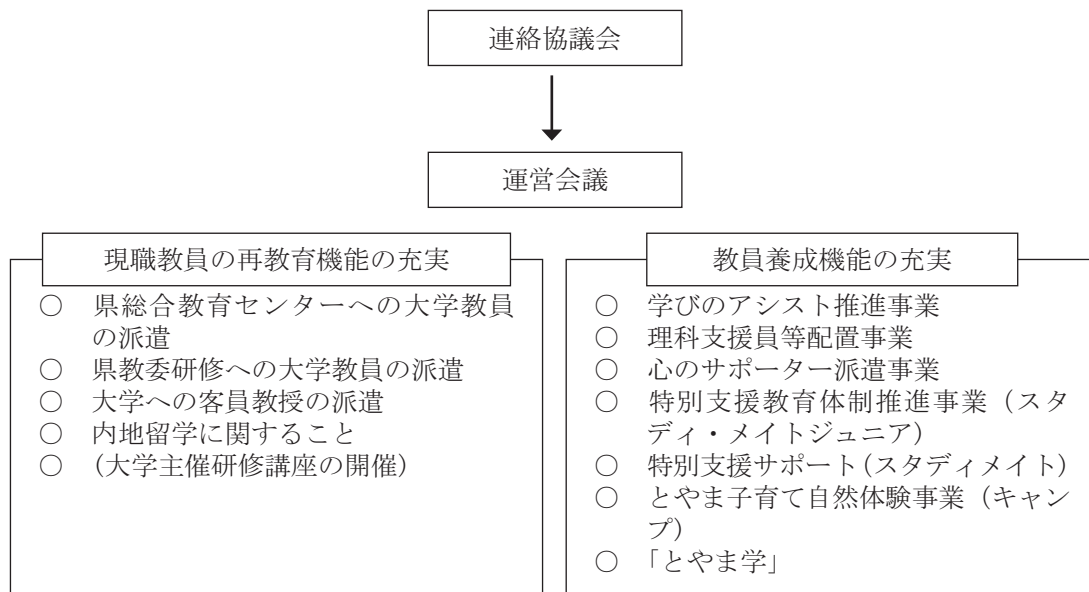 連絡協議会
運営会議
現職教員の再教育機能の充実
○ 県総合教育センターへの大学教員
の派遣
○ 県教委研修への大学教員の派遣
○ 大学への客員教授の派遣
○ 内地留学に関すること
○ (大学主催研修講座の開催)
教員養成機能の充実
○ 学びのアシスト推進事業
○ 理科支援員等配置事業
○ 心のサポーター派遣事業
○ 特別支援教育体制推進事業（スタ
ディ・メイトジュニア）
○ 特別支援サポート(スタディメイト)
○ とやま子育て自然体験事業（キャン
プ）
○ 「とやま学」